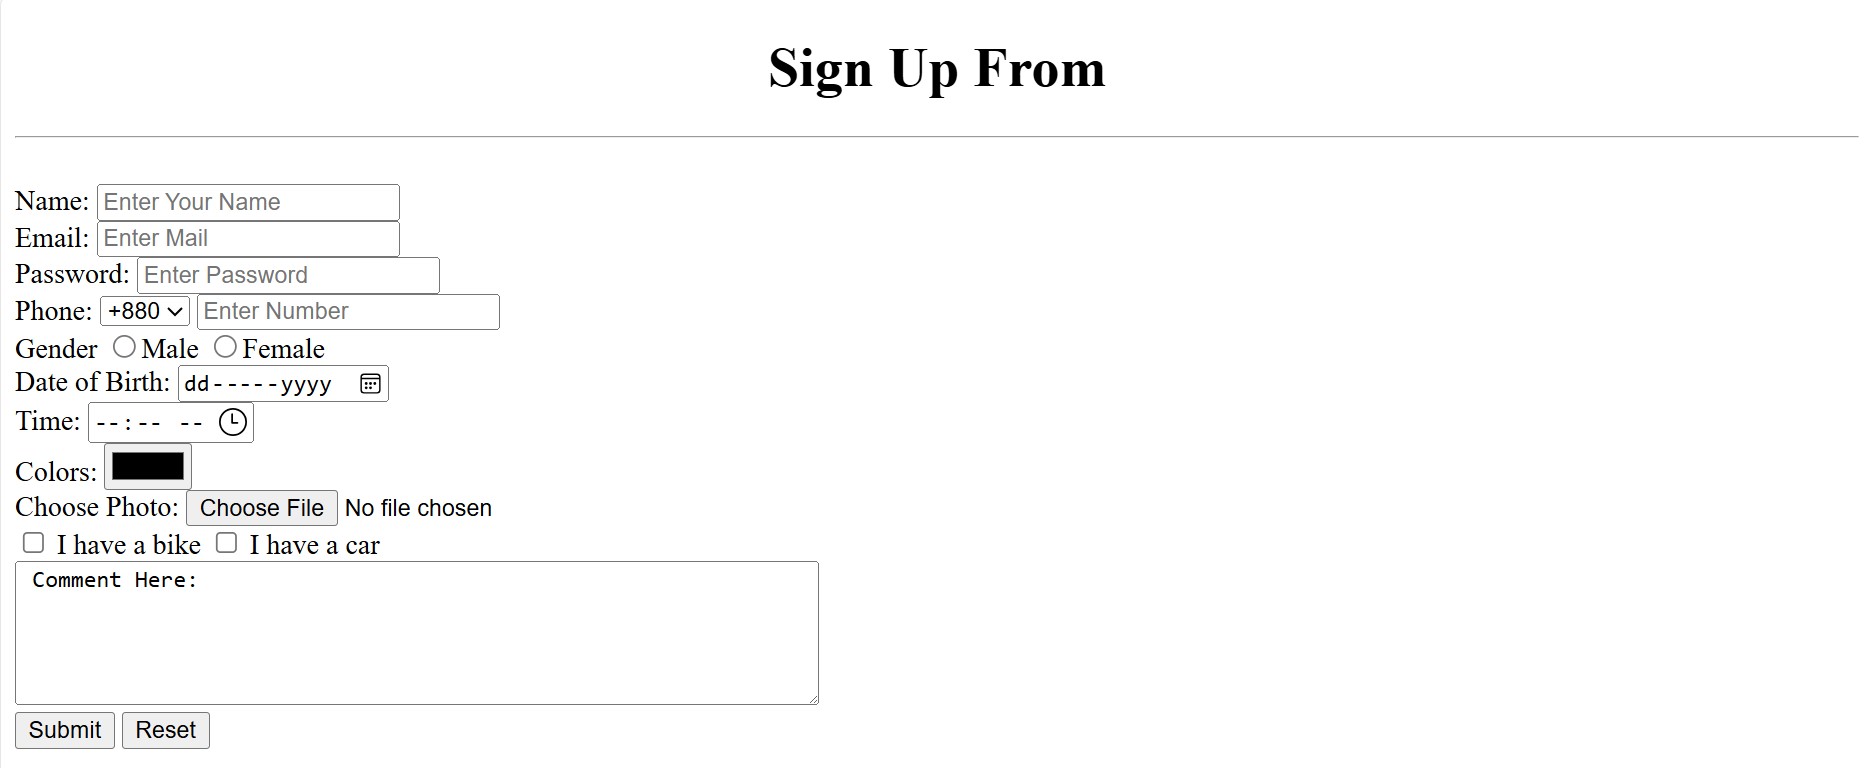 Sign Up From
Name: Enter Your Name
Email: Enter Mail
Password: Enter Password
Phone: +880 Enter Number
Gender Male Female
Date of Birth: dd-----yyyy
Time: --:-- --
Colors:
Choose Photo: Choose File No file chosen
I have a bike I have a car
Comment Here:
Submit Reset